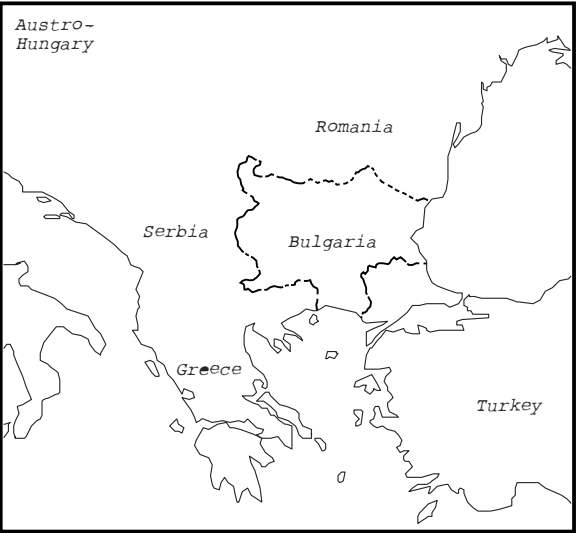 Austro-
Hungary
Romania
Serbia
Bulgaria
Greece
Turkey